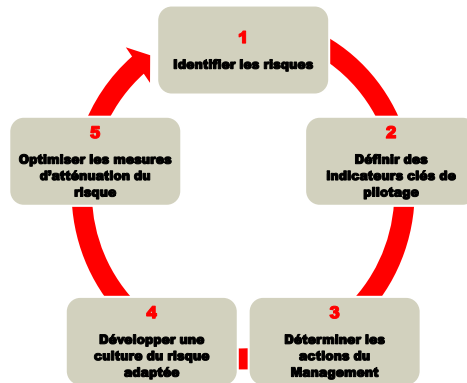 1
Identifier les risques
2
Définir des
indicateurs clés de
pilotage
3
Déterminer les
actions du
Management
4
Développer une
culture du risque
adaptée
5
Optimiser les mesures
d'atténuation du
risque